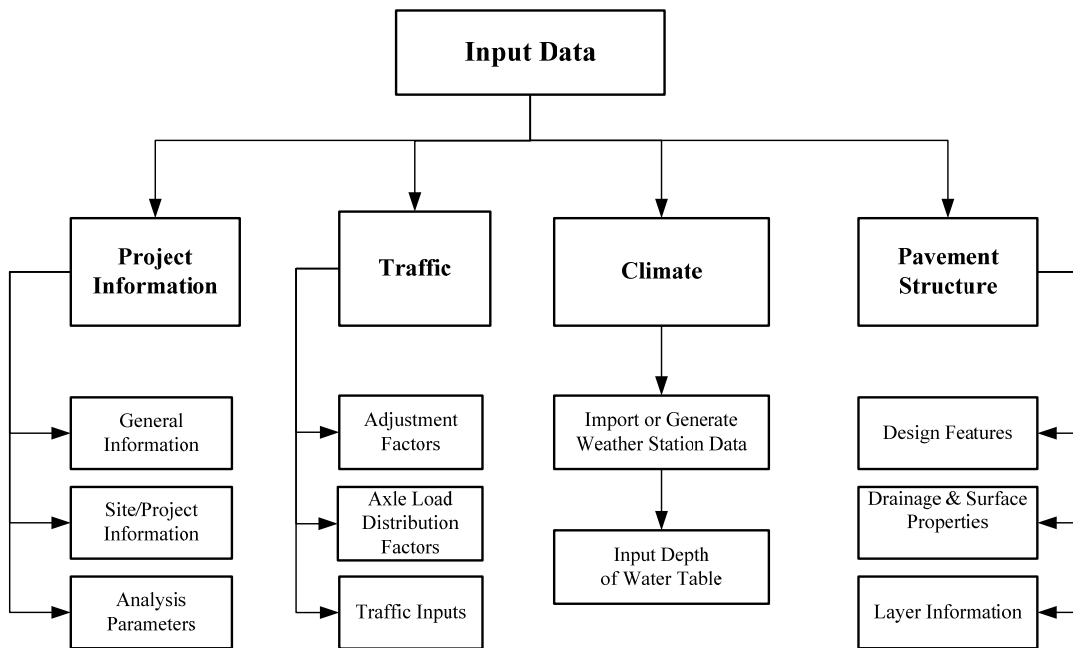 Input Data
Project
Information
Traffic
Climate
Pavement
Structure
General
Information
Site/Project
Information
Analysis
Parameters
Adjustment
Factors
Axle Load
Distribution
Factors
Traffic Inputs
Import or Generate
Weather Station Data
Input Depth
of Water Table
Design Features
Drainage & Surface
Properties
Layer Information